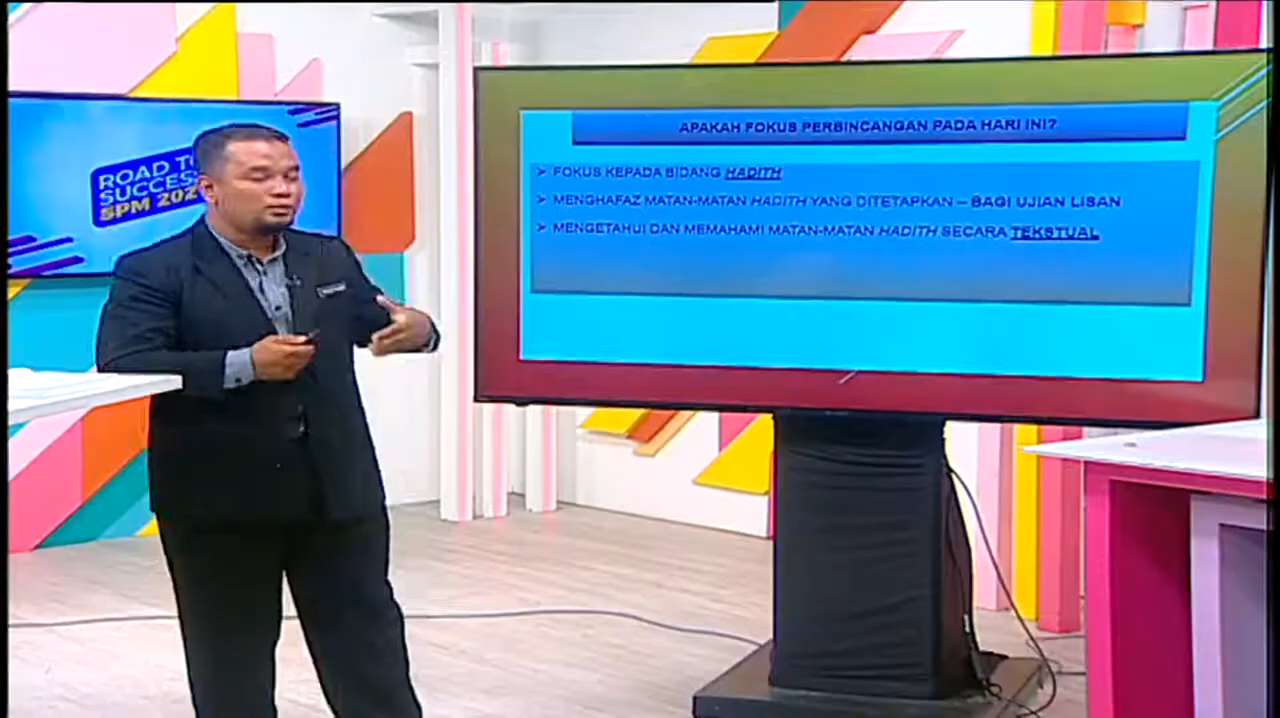 ROAD TO
SUCCESS
SPM 202
APAKAH FOKUS PERBINCANGAN PADA HARI INI?
➢ FOKUS KEPADA BIDANG HADITH
➢ MENGHAFAZ MATAN-MATAN HADITH YANG DITETAPKAN – BAGI UJIAN LISAN
➢ MENGETAHUI DAN MEMAHAMI MATAN-MATAN HADITH SECARA TEKSTUAL